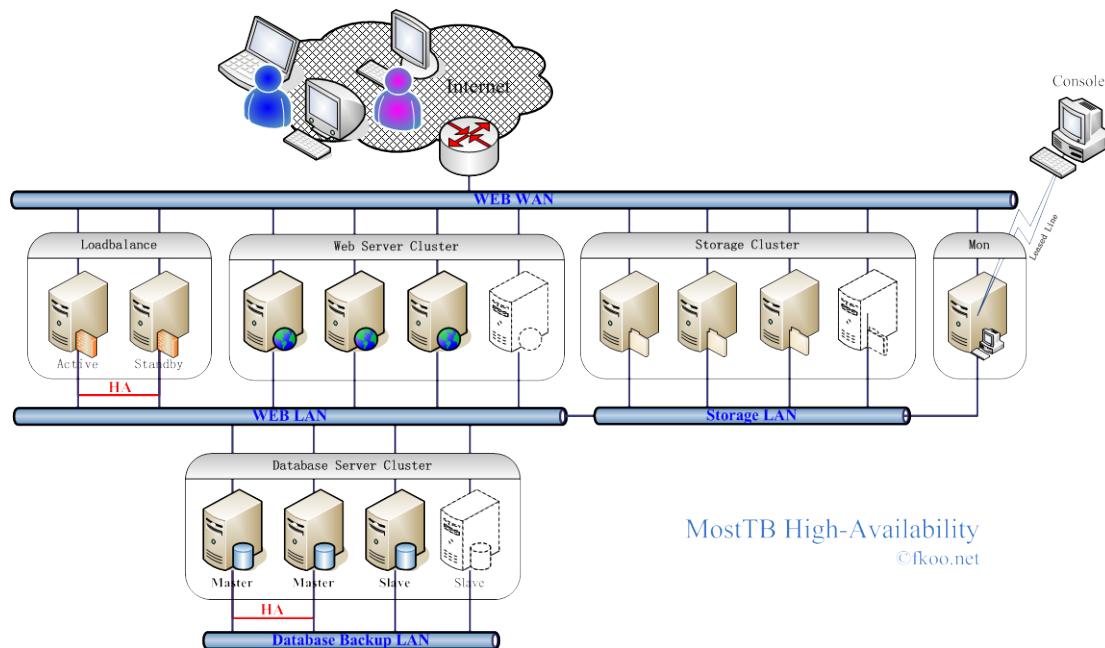 Internet
Console
WEB WAN
Leased Line
Loadbalance
Web Server Cluster
Storage Cluster
Mon
Active
Standby
HA
WEB LAN
Storage LAN
Database Server Cluster
Master
Master
Slave
Slave
HA
Database Backup LAN
MostTB High-Availability
©fkoo.net